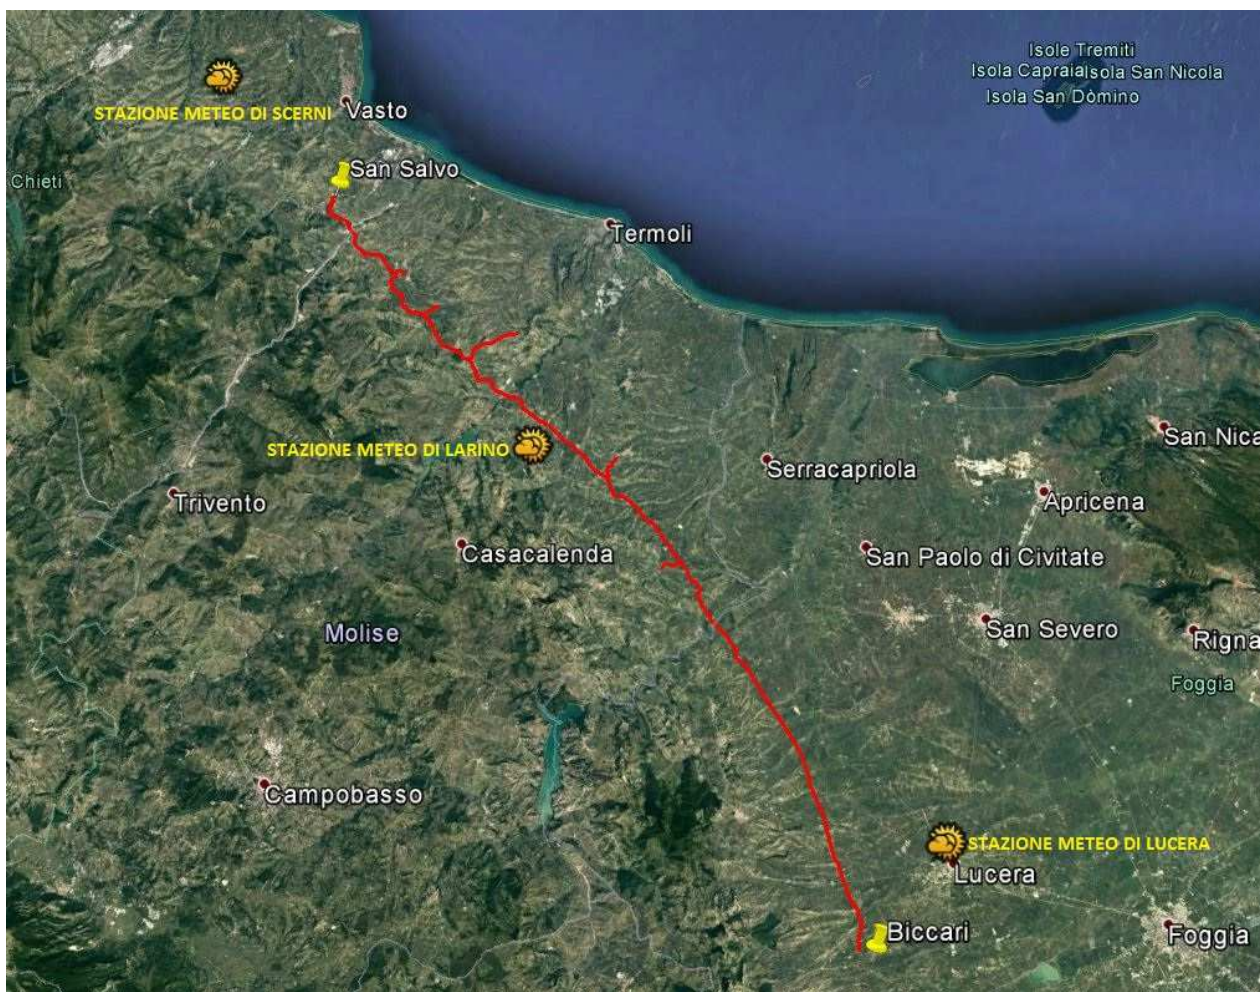 Isole Tremiti
Isola Capraia Isola San Nicola
Isola San Domino
STAZIONE METEO DI SCERNI
Vasto
San Salvo
Chieti
Termoli
San Nica
STAZIONE METEO DI LARINO
Serracapriola
Trivento
Apricena
Casacalenda
San Paolo di Civitate
Molise
San Severo
Rigna
Foggia
Campobasso
STAZIONE METEO DI LUCERA
Lucera
Biccari
Foggia